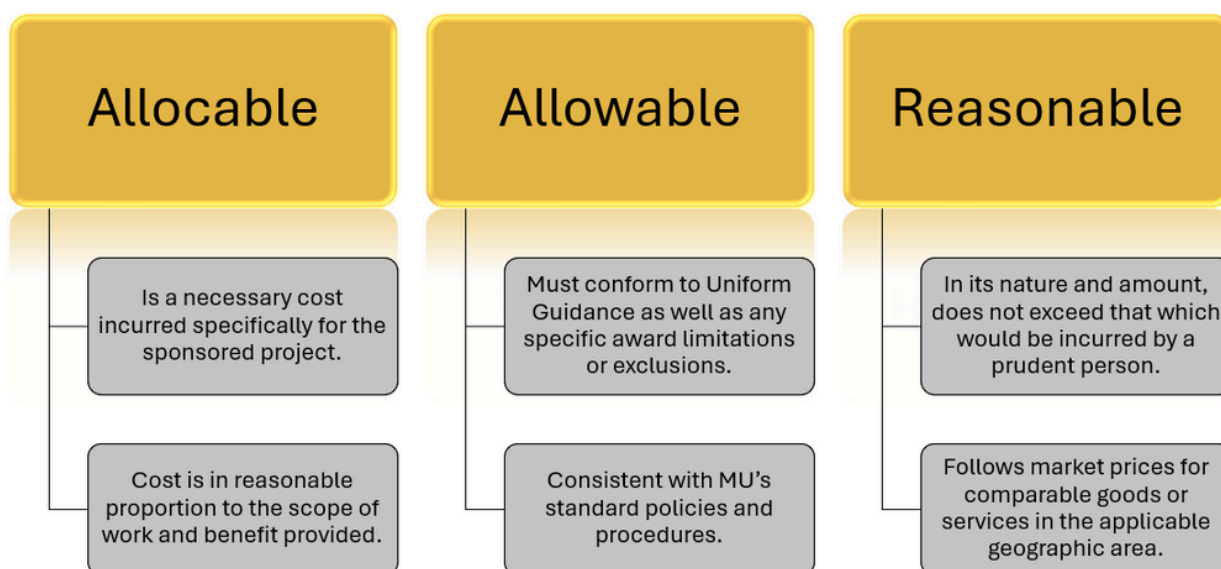 Allocable
Is a necessary cost
incurred specifically for the
sponsored project.
Cost is in reasonable
proportion to the scope of
work and benefit provided.
Allowable
Must conform to Uniform
Guidance as well as any
specific award limitations
or exclusions.
Consistent with MU’s
standard policies and
procedures.
Reasonable
In its nature and amount,
does not exceed that which
would be incurred by a
prudent person.
Follows market prices for
comparable goods or
services in the applicable
geographic area.